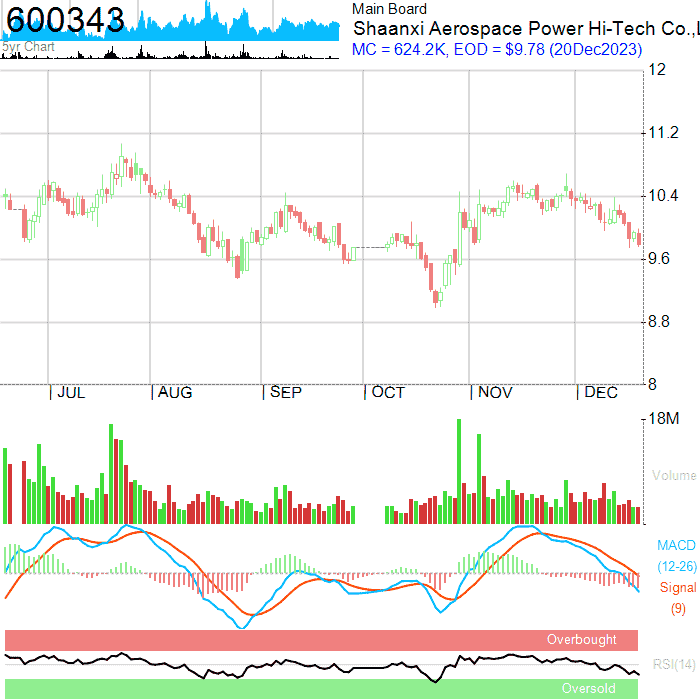 600343
5yr Chart
Main Board
Shaanxi Aerospace Power Hi-Tech Co.,L
MC = 624.2K, EOD = $9.78 (20Dec2023)
12
11.2
10.4
9.6
8.8
8
JUL AUG SEP OCT NOV DEC
18M
Volume
MACD
(12-26)
Signal
(9)
Overbought
RSI(14)
Oversold